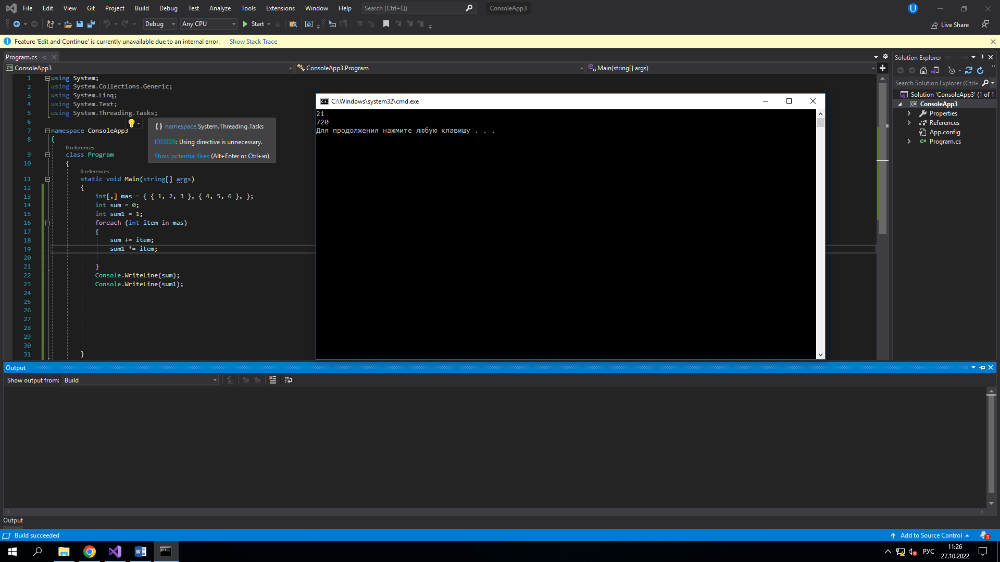 File Edit View Git Project Build Debug Test Analyze Tools Extensions Window Help Search (Ctrl+Q) ConsoleApp3 U
Debug Any CPU Start Live Share
Feature 'Edit and Continue' is currently unavailable due to an internal error. Show Stack Trace
Program.cs
ConsoleApp3 ConsoleApp3.Program Main(string[] args)
1 using System;
2 using System.Collections.Generic;
3 using System.Linq;
4 using System.Text;
5 using System.Threading.Tasks;
6
7 namespace ConsoleApp3
8 {
0 references
9 class Program
10 {
0 references
11 static void Main(string[] args)
12 {
13 int[,] mas = { { 1, 2, 3 }, { 4, 5, 6 }, };
14 int sum = 0;
15 int sum1 = 1;
16 foreach (int item in mas)
17 {
18 sum += item;
19 sum1 *= item;
20
21 }
22 Console.WriteLine(sum);
23 Console.WriteLine(sum1);
24
25
26
27
28
29
30
31 }
{ } namespace System.Threading.Tasks
IDE0005: Using directive is unnecessary.
Show potential fixes (Alt+Enter or Ctrl+ю)
C:\Windows\system32\cmd.exe
21
720
Для продолжения нажмите любую клавишу . . .
Solution Explorer
Search Solution Explorer (Ctrl+
Solution 'ConsoleApp3' (1 of 1
C# ConsoleApp3
Properties
References
App.config
C# Program.cs
Output
Show output from: Build
Output
Build succeeded
Add to Source Control 3
РУС
11:26
27.10.2022